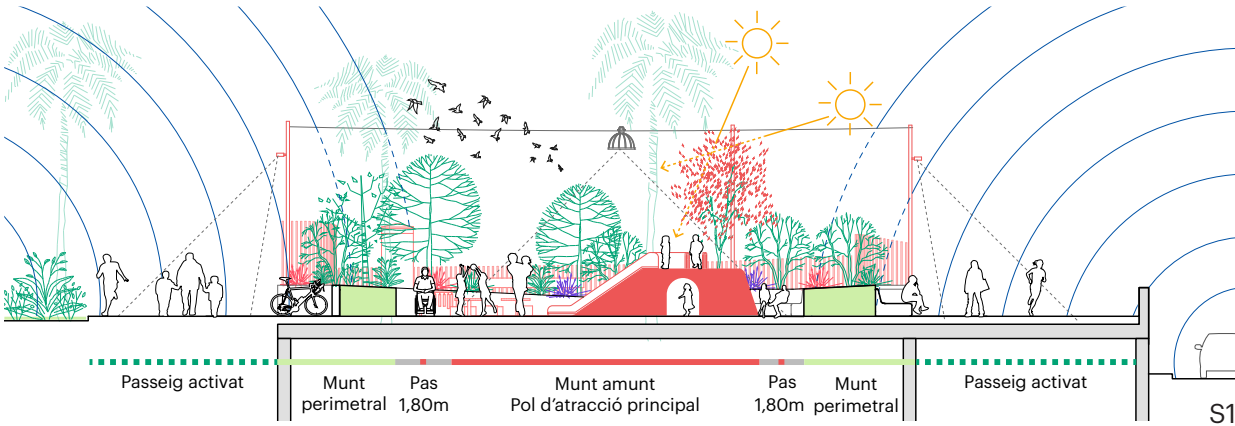 Passeig activat
Munt
perimetral
Pas
1,80m
Munt amunt
Pol d’atracció principal
Pas
1,80m
Munt
perimetral
Passeig activat
S1